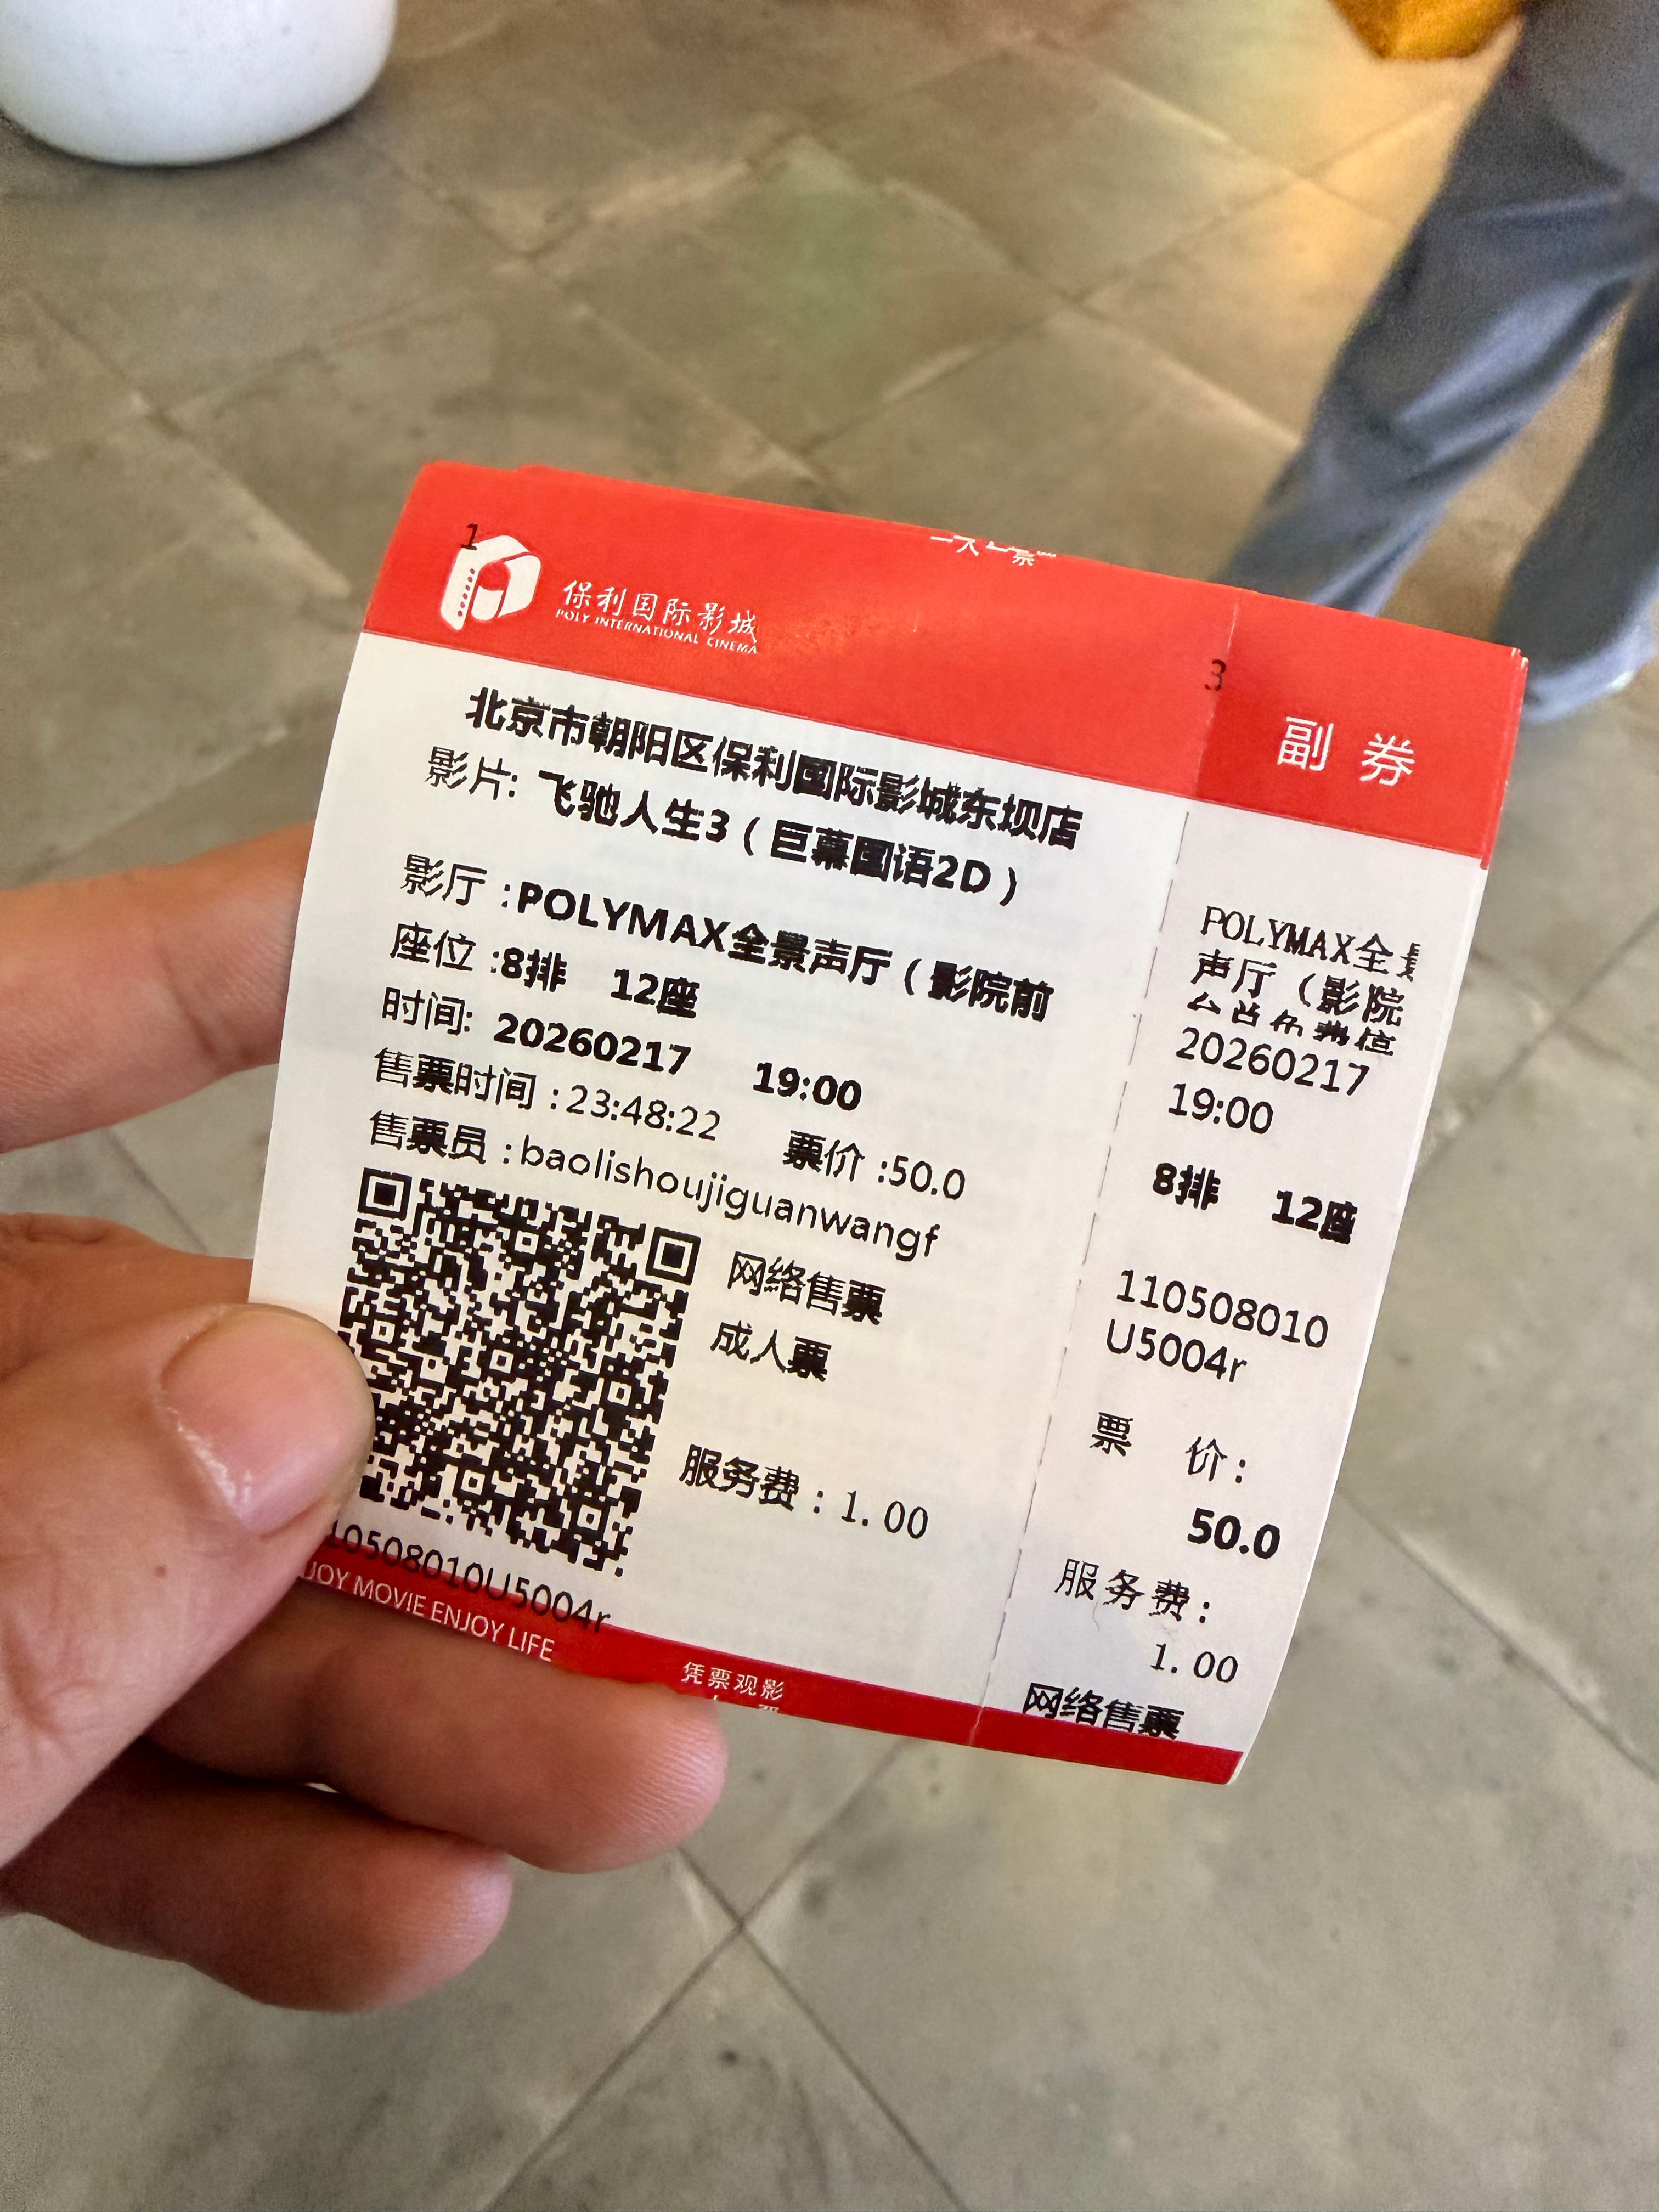 1
保利国际影城
POLY INTERNATIONAL CINEMA
北京市朝阳区保利国际影城东坝店
影片: 飞驰人生3（巨幕国语2D）
影厅 :POLYMAX全景声厅（影院前
座位 :8排 12座
时间: 20260217 19:00
售票时间 :23:48:22 票价 :50.0
售票员 :baolishoujiguanwangf
网络售票
成人票
服务费 : 1.00
10508010U5004r
JOY MOVIE ENJOY LIFE
凭票观影
3
副 券
POLYMAX全景
声厅（影院
20260217
19:00
8排 12座
110508010
U5004r
票 价:
50.0
服务费:
1.00
网络售票